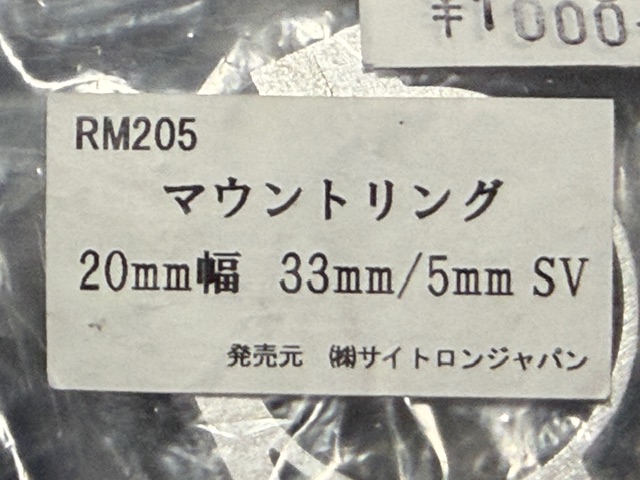 ¥1000-
RM205
マウントリング
20mm幅 33mm/5mm SV
発売元 ㈱サイトロンジャパン